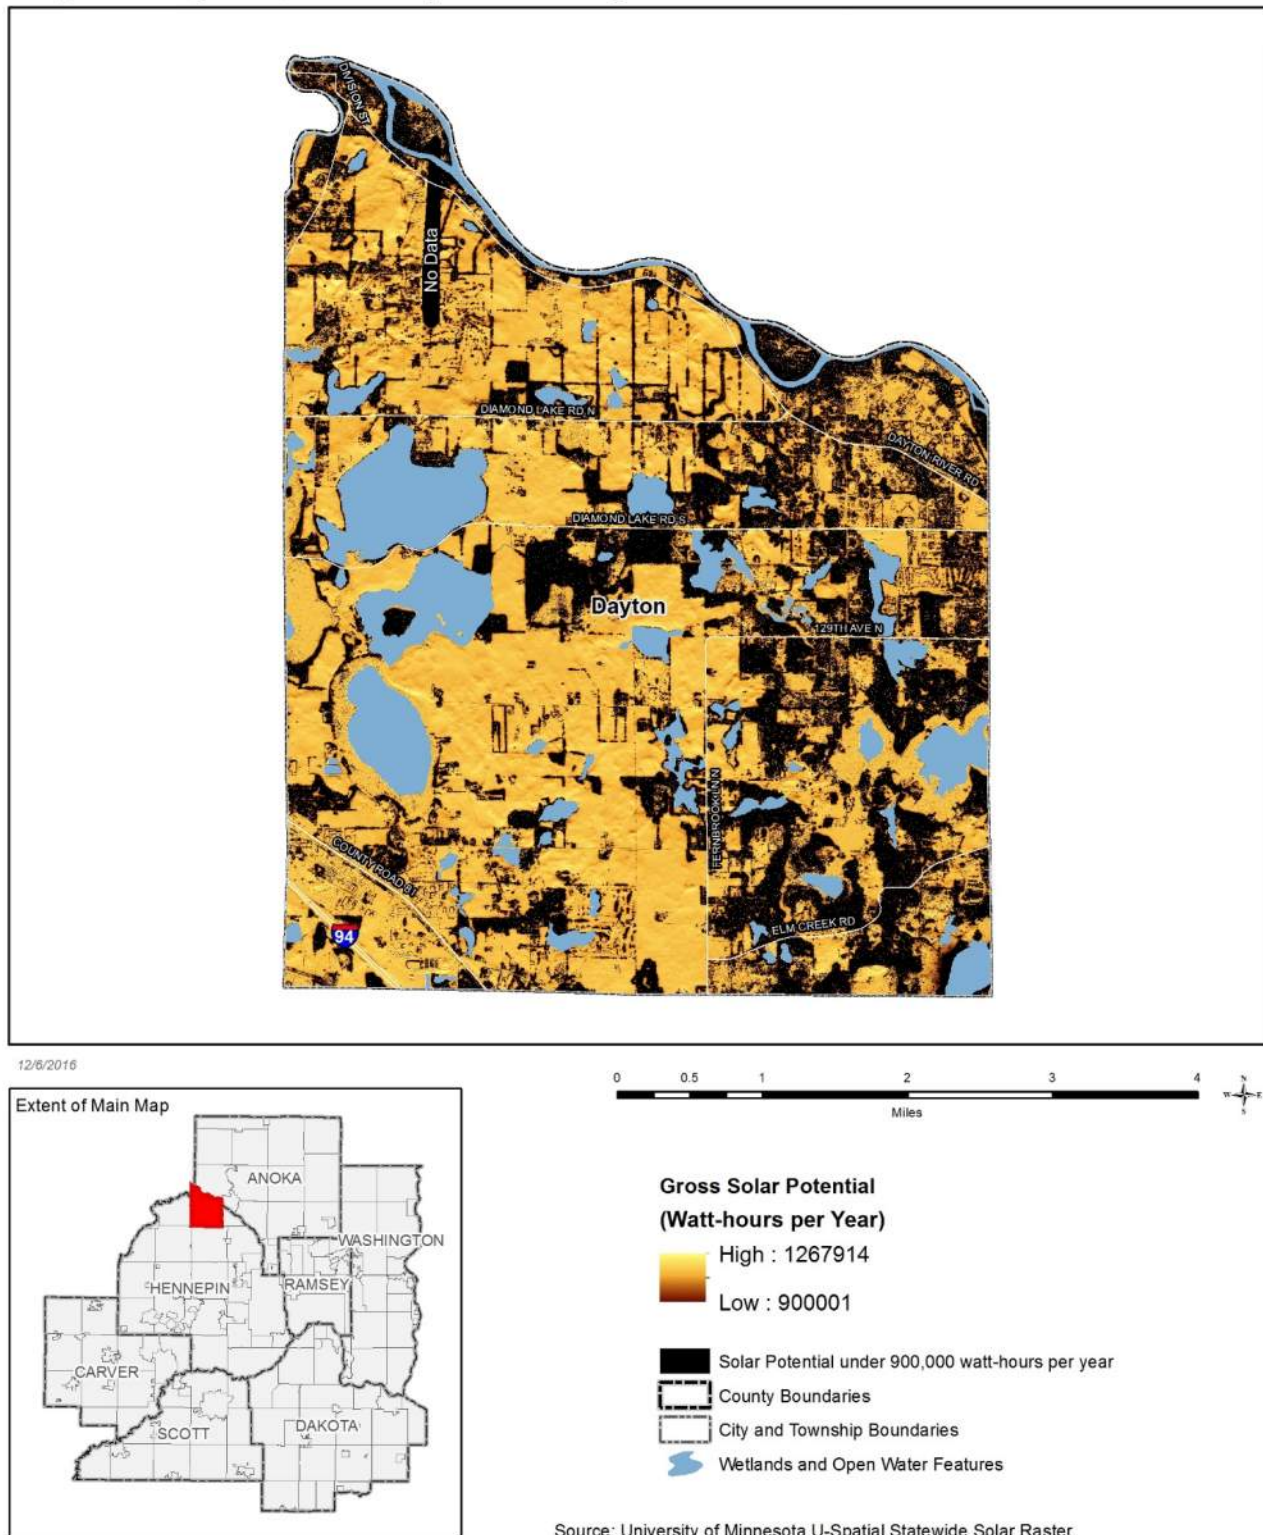 DIVISION ST
No Data
DIAMOND LAKE RD N
DAYTON RIVER RD
DIAMOND LAKE RD S
Dayton
129TH AVE N
FERNBROOK LN N
COUNTY ROAD 81
ELM CREEK RD
94
12/6/2016
0 0.5 1 2 3 4
Miles
N
W E
S
Extent of Main Map
ANOKA
WASHINGTON
HENNEPIN
RAMSEY
CARVER
SCOTT
DAKOTA
Gross Solar Potential
(Watt-hours per Year)
High : 1267914
Low : 900001
Solar Potential under 900,000 watt-hours per year
County Boundaries
City and Township Boundaries
Wetlands and Open Water Features
Source: University of Minnesota U-Spatial Statewide Solar Raster